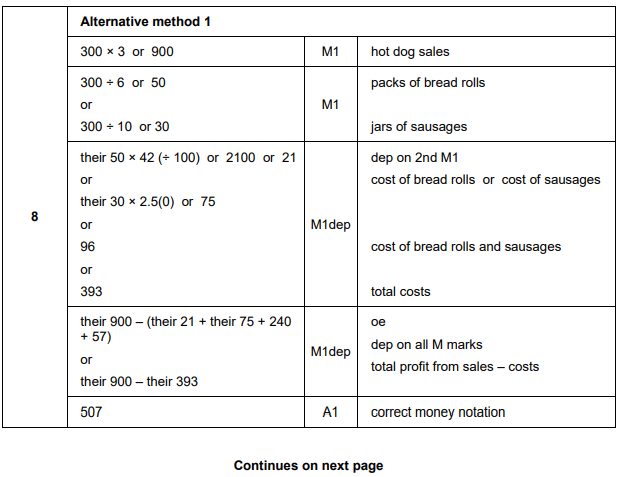 Alternative method 1
300 × 3 or 900
M1
hot dog sales
300 ÷ 6 or 50
or
300 ÷ 10 or 30
M1
packs of bread rolls
jars of sausages
their 50 × 42 (÷ 100) or 2100 or 21
or
their 30 × 2.5(0) or 75
or
96
or
393
M1dep
dep on 2nd M1
cost of bread rolls or cost of sausages
cost of bread rolls and sausages
total costs
8
their 900 – (their 21 + their 75 + 240
+ 57)
or
their 900 – their 393
M1dep
oe
dep on all M marks
total profit from sales – costs
507
A1
correct money notation
Continues on next page